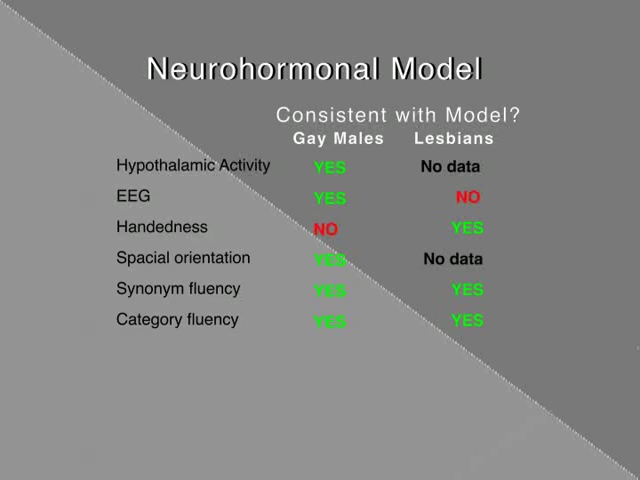 Neurohormonal Model
Consistent with Model?
Gay Males Lesbians
Hypothalamic Activity YES No data
EEG YES NO
Handedness NO YES
Spacial orientation YES No data
Synonym fluency YES YES
Category fluency YES YES